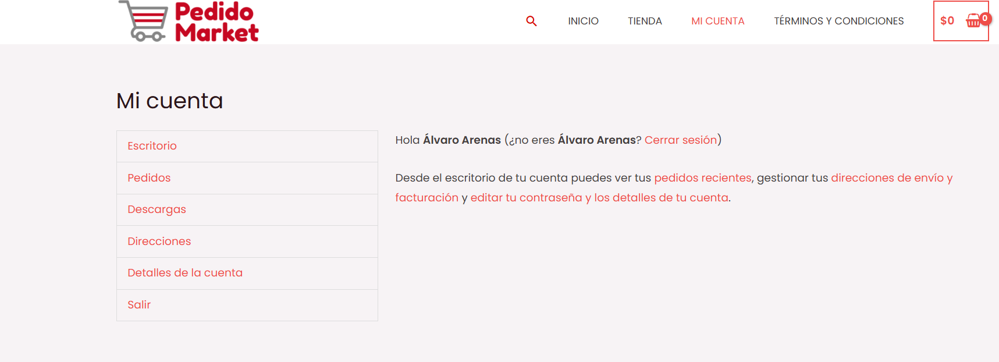 Pedido
Market
INICIO
TIENDA
MI CUENTA
TÉRMINOS Y CONDICIONES
$0
0
Mi cuenta
Escritorio
Pedidos
Descargas
Direcciones
Detalles de la cuenta
Salir
Hola Álvaro Arenas (¿no eres Álvaro Arenas? Cerrar sesión)
Desde el escritorio de tu cuenta puedes ver tus pedidos recientes, gestionar tus direcciones de envío y
facturación y editar tu contraseña y los detalles de tu cuenta.